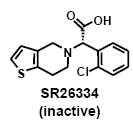 O
OH
N
S
Cl
SR26334
(inactive)